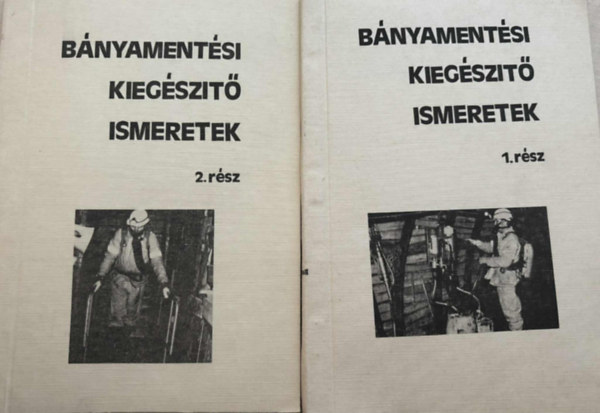 BÁNYAMENTÉSI
KIEGÉSZITŐ
ISMERETEK
2. rész
BÁNYAMENTÉSI
KIEGÉSZITŐ
ISMERETEK
1. rész